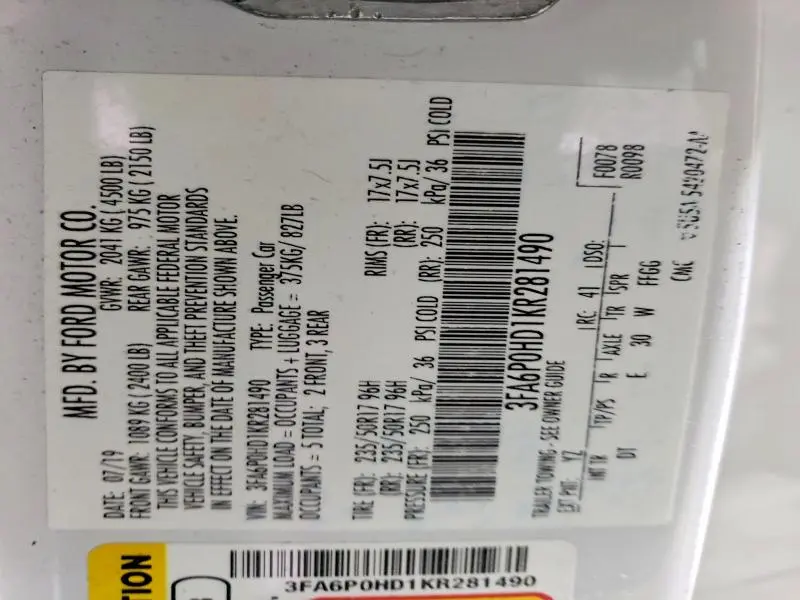 MFD. BY FORD MOTOR CO.
DATE: 07/19 GVWR: 2041 KG ( 4500 LB)
FRONT GAWR: 1089 KG ( 2400 LB) REAR GAWR: 975 KG ( 2150 LB)
THIS VEHICLE CONFORMS TO ALL APPLICABLE FEDERAL MOTOR
VEHICLE SAFETY, BUMPER, AND THEFT PREVENTION STANDARDS
IN EFFECT ON THE DATE OF MANUFACTURE SHOWN ABOVE.
VIN: 3FA6P0HD1KR281490 TYPE: Passenger Car
MAXIMUM LOAD = OCCUPANTS + LUGGAGE = 375KG/ 827LB
OCCUPANTS = 5 TOTAL; 2 FRONT, 3 REAR
TIRE (FR): 235/50R17 96H RIMS (FR): 17x7.5J
(RR): 235/50R17 96H (RR): 17x7.5J
PRESSURE (FR): 250 kPa/ 36 PSI COLD (RR): 250 kPa/ 36 PSI COLD
3FA6P0HD1KR281490
TRAILER TOWING - SEE OWNER GUIDE
EXT PNT: YZ RC: 41 DSO: F0078
R0098
INT TR TP/PS R AXLE TR SPR
DT E 30 W FFGG
CMC
3FA6P0HD1KR281490